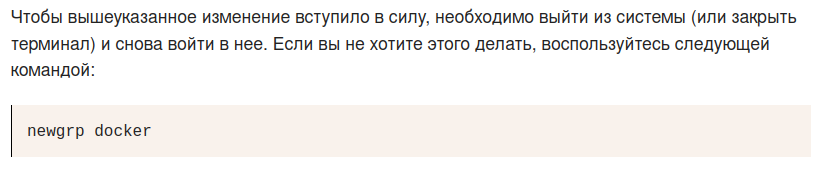 Чтобы вышеуказанное изменение вступило в силу, необходимо выйти из системы (или закрыть
терминал) и снова войти в нее. Если вы не хотите этого делать, воспользуйтесь следующей
командой:
newgrp docker